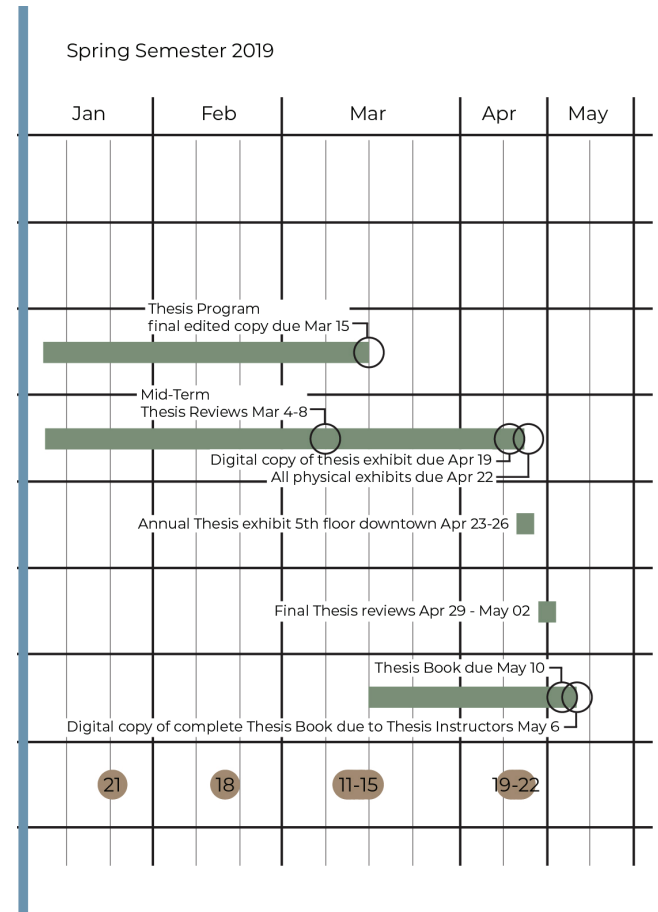 Spring Semester 2019
Jan Feb Mar Apr May
Thesis Program
final edited copy due Mar 15
Mid-Term
Thesis Reviews Mar 4-8
Digital copy of thesis exhibit due Apr 19
All physical exhibits due Apr 22
Annual Thesis exhibit 5th floor downtown Apr 23-26
Final Thesis reviews Apr 29 - May 02
Thesis Book due May 10
Digital copy of complete Thesis Book due to Thesis Instructors May 6
21 18 11-15 19-22